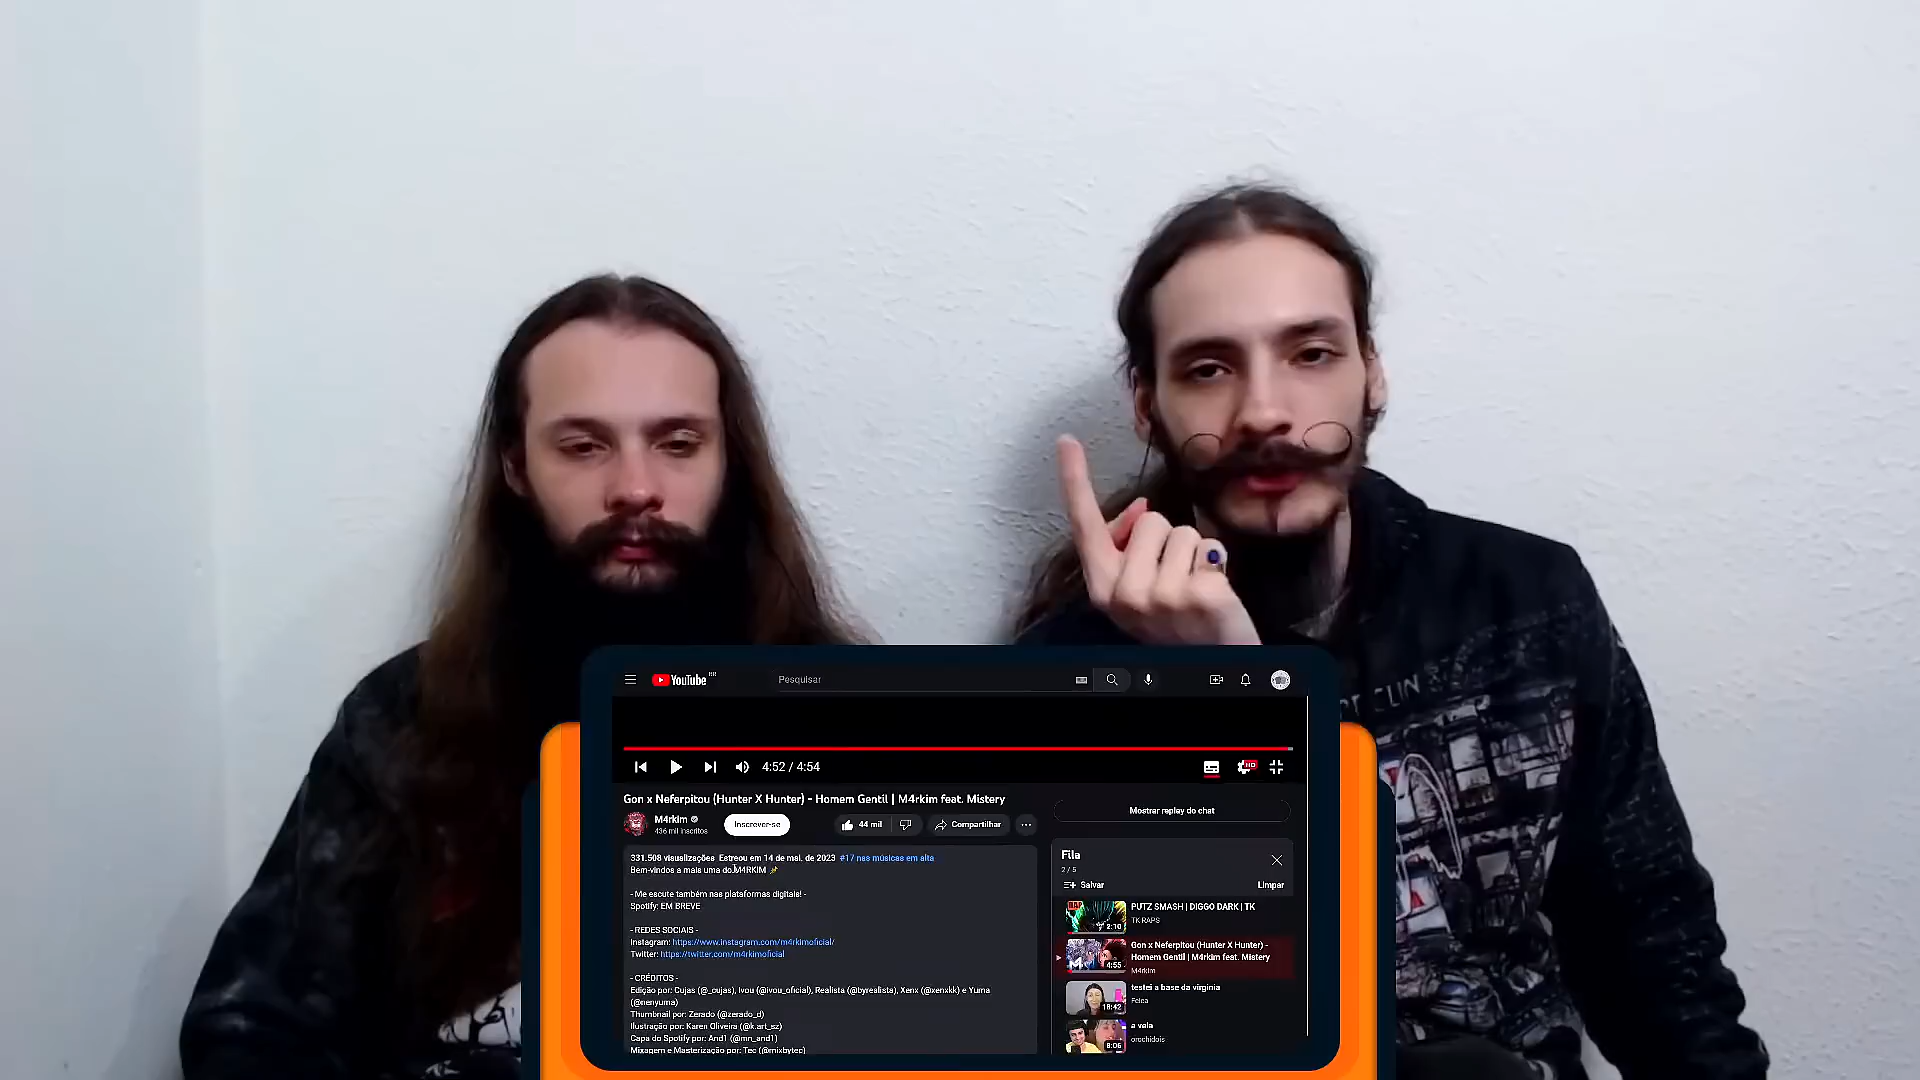 YouTube BR
Pesquisar
4:52 / 4:54
HD
Gon x Neferpitou (Hunter X Hunter) - Homem Gentil | M4rkim feat. Mistery
M4rkim
436 mil inscritos
Inscrever-se
44 mil
Compartilhar
331.508 visualizações Estreou em 14 de mai. de 2023 #17 nas músicas em alta
Bem-vindos a mais uma do M4RKIM
- Me escute também nas plataformas digitais! -
Spotify: EM BREVE
- REDES SOCIAIS -
Instagram: https://www.instagram.com/m4rkimoficial/
Twitter: https://twitter.com/m4rkimoficial
- CRÉDITOS -
Edição por: Cujas (@_cujas), Ivou (@ivou_oficial), Realista (@byrealista), Xenx (@xenxkk) e Yuma
(@nenyuma)
Thumbnail por: Zerado (@zerado_d)
Ilustração por: Karen Oliveira (@k.art_sz)
Capa do Spotify por: And1 (@mn_and1)
Mixagem e Masterização por: Tec (@mixbytec)
Mostrar replay do chat
Fila
2 / 5
Salvar
Limpar
PUTZ SMASH | DIGGO DARK | TK
TK RAPS
2:10
Gon x Neferpitou (Hunter X Hunter) -
Homem Gentil | M4rkim feat. Mistery
M4rkim
4:55
testei a base da virginia
Felca
18:42
a vela
orochidois
8:06